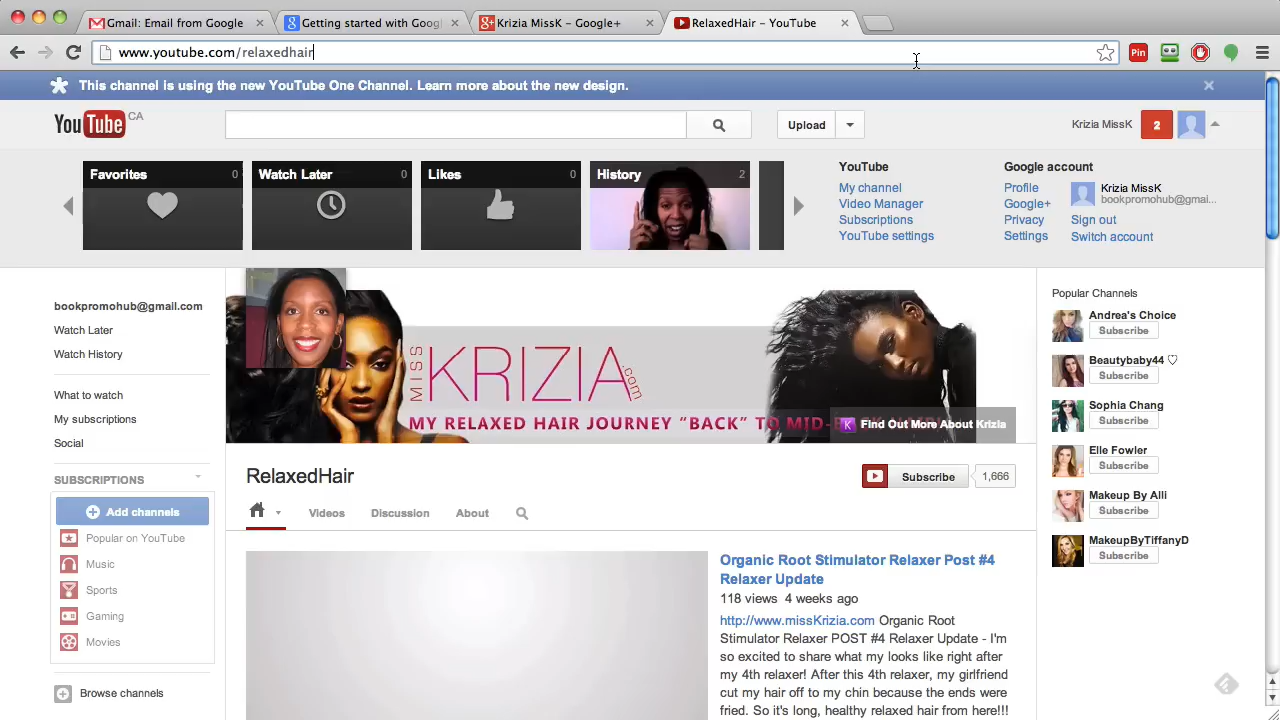 Gmail: Email from Google
Getting started with Goog
Krizia MissK - Google+
RelaxedHair - YouTube
www.youtube.com/relaxedhair
Pin
This channel is using the new YouTube One Channel. Learn more about the new design.
YouTube CA
Upload
Krizia MissK
2
Favorites 0
Watch Later 0
Likes 0
History 2
YouTube
My channel
Video Manager
Subscriptions
YouTube settings
Google account
Profile
Google+
Privacy
Settings
Krizia MissK
bookpromohub@gmai...
Sign out
Switch account
bookpromohub@gmail.com
Watch Later
Watch History
What to watch
My subscriptions
Social
SUBSCRIPTIONS
Add channels
Popular on YouTube
Music
Sports
Gaming
Movies
Browse channels
MISS KRIZIA.com
MY RELAXED HAIR JOURNEY "BACK" TO MID-BACK HAIR
K Find Out More About Krizia
RelaxedHair
Subscribe 1,666
Videos
Discussion
About
Organic Root Stimulator Relaxer Post #4
Relaxer Update
118 views 4 weeks ago
http://www.missKrizia.com Organic Root
Stimulator Relaxer POST #4 Relaxer Update - I'm
so excited to share what my looks like right after
my 4th relaxer! After this 4th relaxer, my girlfriend
cut my hair off to my chin because the ends were
fried. So it's long, healthy relaxed hair from here!!!
Popular Channels
Andrea's Choice
Subscribe
Beautybaby44 ♡
Subscribe
Sophia Chang
Subscribe
Elle Fowler
Subscribe
Makeup By Alli
Subscribe
MakeupByTiffanyD
Subscribe